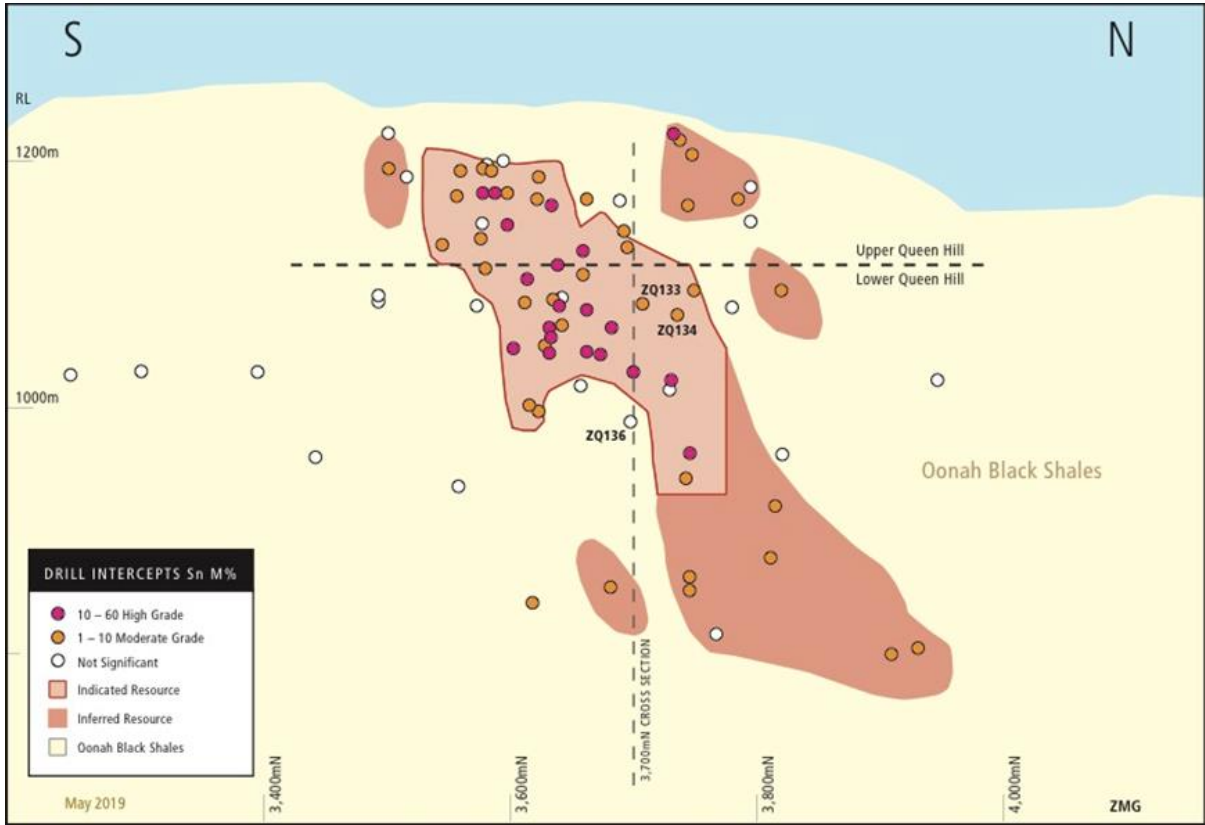 S
N
RL
1200m
Upper Queen Hill
Lower Queen Hill
ZQ133
ZQ134
1000m
ZQ136
Oonah Black Shales
DRILL INTERCEPTS Sn M%
10 – 60 High Grade
1 – 10 Moderate Grade
Not Significant
Indicated Resource
Inferred Resource
Oonah Black Shales
3,700mN CROSS SECTION
3,400mN
3,600mN
3,800mN
4,000mN
May 2019
ZMG